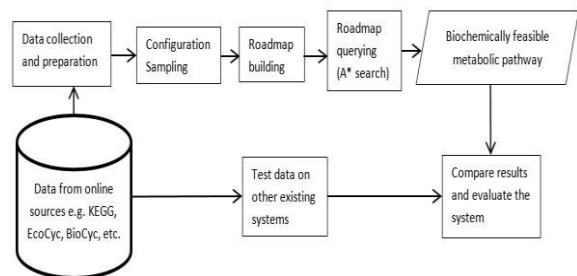 Data collection
and preparation
Configuration
Sampling
Roadmap
building
Roadmap
querying
(A* search)
Biochemically feasible
metabolic pathway
Data from online
sources e.g. KEGG,
EcoCyc, BioCyc, etc.
Test data on
other existing
systems
Compare results
and evaluate the
system